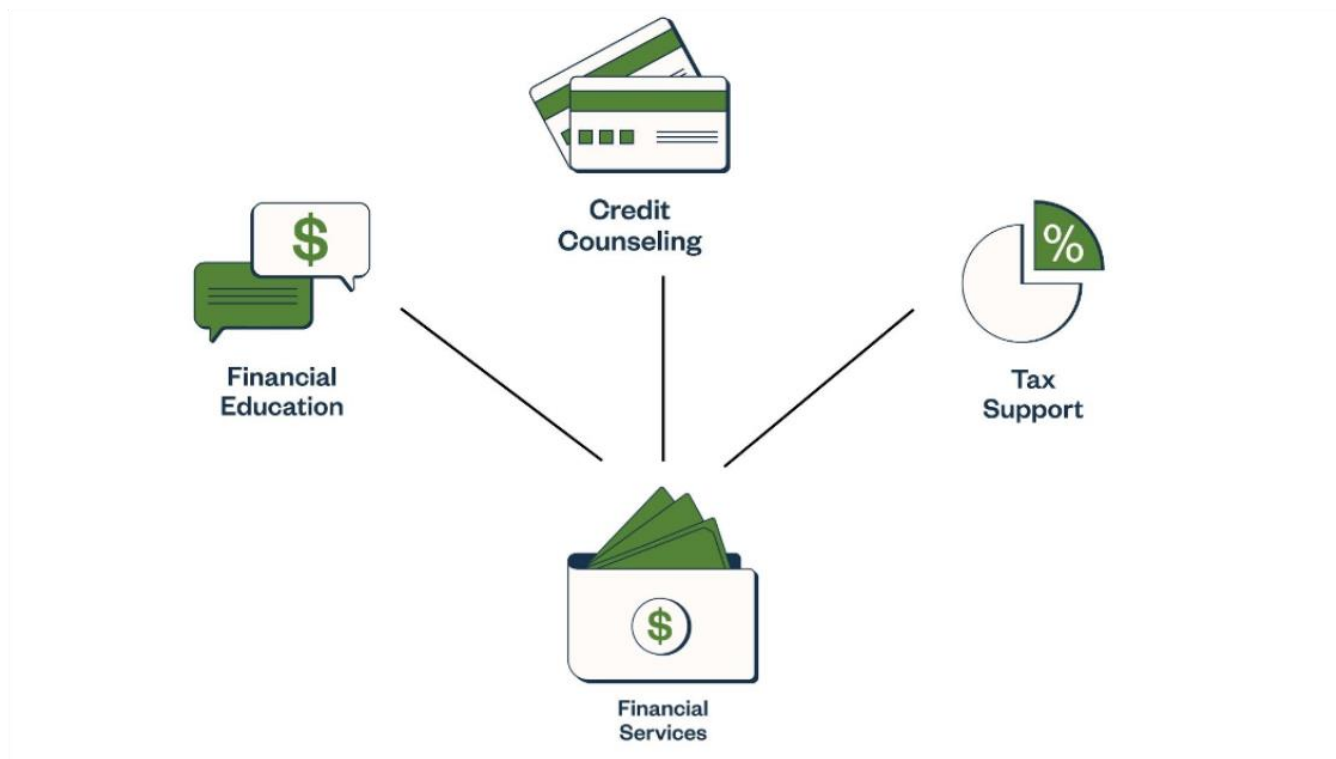 $
Credit
Counseling
%
Financial
Education
Tax
Support
$
Financial
Services